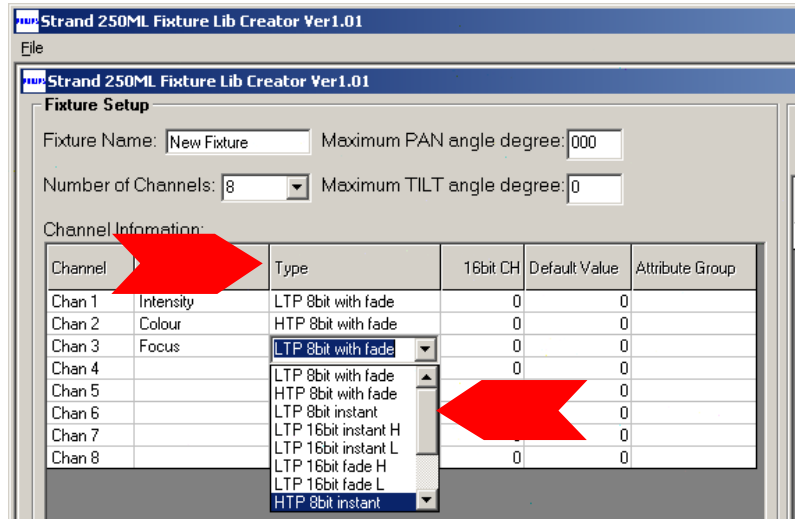 PHILIPS Strand 250ML Fixture Lib Creator Ver1.01
File
PHILIPS Strand 250ML Fixture Lib Creator Ver1.01
Fixture Setup
Fixture Name: New Fixture Maximum PAN angle degree: 000
Number of Channels: 8 Maximum TILT angle degree: 0
Channel Infomation:
Channel Type 16bit CH Default Value Attribute Group
Chan 1 Intensity LTP 8bit with fade 0 0
Chan 2 Colour HTP 8bit with fade 0 0
Chan 3 Focus LTP 8bit with fade 0 0
Chan 4 0 0
Chan 5 0
Chan 6 0
Chan 7 0 0
Chan 8 0 0
LTP 8bit with fade
HTP 8bit with fade
LTP 8bit instant
LTP 16bit instant H
LTP 16bit instant L
LTP 16bit fade H
LTP 16bit fade L
HTP 8bit instant